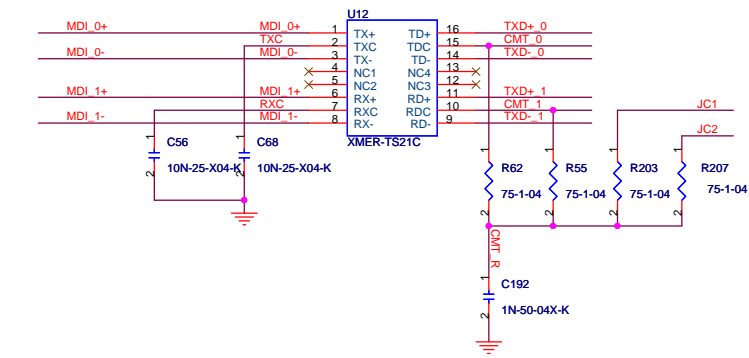 U12
MDI_0+ MDI_0+ 1 TX+ TD+ 16 TXD+_0
TXC 2 TXC TDC 15 CMT_0
MDI_0- MDI_0- 3 TX- TD- 14 TXD-_0
4 NC1 NC4 13
5 NC2 NC3 12
MDI_1+ MDI_1+ 6 RX+ RD+ 11 TXD+_1
RXC 7 RXC RDC 10 CMT_1 JC1
MDI_1- MDI_1- 8 RX- RD- 9 TXD-_1
JC2
XMER-TS21C
1 C56 1 C68
1 R62 1 R55 1 R203 1 R207
10N-25-X04-K 10N-25-X04-K
2 2
75-1-04 75-1-04 75-1-04 75-1-04
2 2 2 2
CMT_R
1 C192
1N-50-04X-K
2